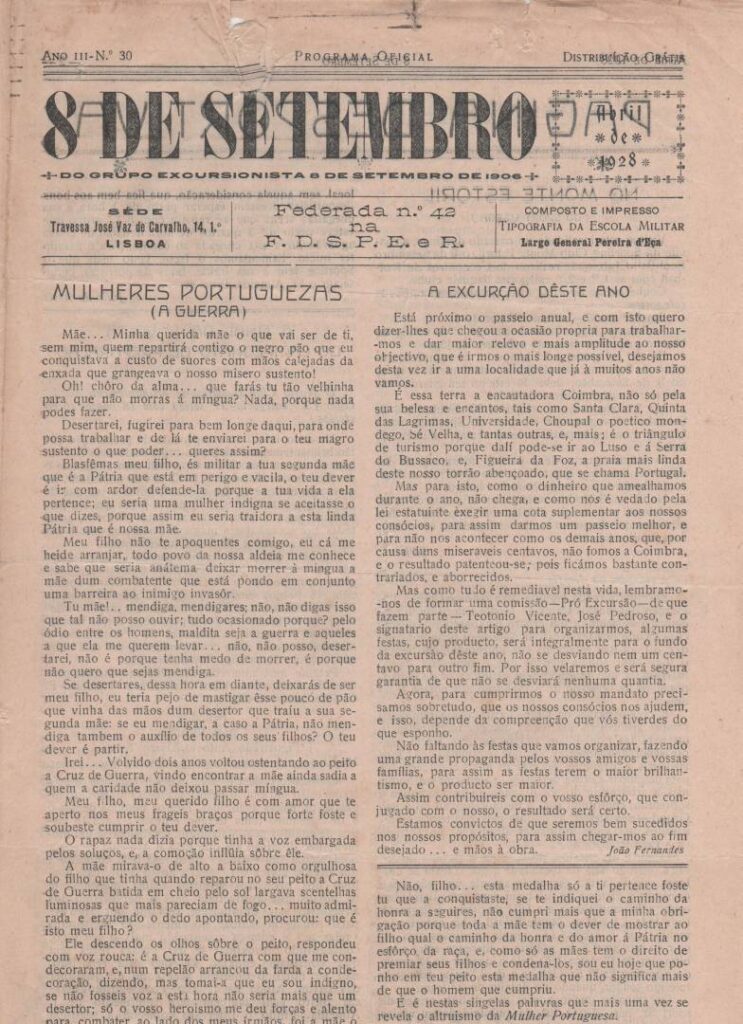 Ano III-N.º 30
Programa Oficial
Distribuição Grátis
8 DE SETEMBRO
Abril
de
1928
DO GRUPO EXCURSIONISTA 8 DE SETEMBRO DE 1906
NO MONTE ESTORIL
SÉDE
Travessa José Vaz de Carvalho, 14, 1.º
LISBOA
Federada n.º 42
na
F. D. S. P. E. e R.
COMPOSTO E IMPRESSO
Tipografia da Escola Militar
Largo General Pereira d'Eça
MULHERES PORTUGUEZAS
(A GUERRA)
Mãe... Minha querida mãe o que vai ser de ti,
sem mim, quem repartirá contigo o negro pão que eu
conquistava a custo de suores com mãos calejadas da
enxada que grangeava o nosso misero sustento!
Oh! chôro da alma... que farás tu tão velhinha
para que não morras á mingua? Nada, porque nada
podes fazer.
Desertarei, fugirei para bem longe daqui, para onde
possa trabalhar e de lá te enviarei para o teu magro
sustento o que poder... queres assim?
Blasfêmas meu filho, és militar a tua segunda mãe
que é a Pátria que está em perigo e vacila, o teu dever
é ir com ardor defende-la porque a tua vida a ela
pertence; eu seria uma mulher indigna se aceitasse o
que dizes, porque assim eu seria traidora a esta linda
Pátria que é nossa mãe.
Meu filho não te apoquentes comigo, eu cá me
heide arranjar, todo povo da nossa aldeia me conhece
e sabe que seria anátema deixar morrer á mingua a
mãe dum combatente que está pondo em conjunto
uma barreira ao inimigo invasôr.
Tu mãe!.. mendiga, mendigares; não, não digas isso
que tal não posso ouvir; tudo ocasionado porque? pelo
ódio entre os homens, maldita seja a guerra e aqueles
a que ela me querem levar... não, não posso, deser-
tarei, não é porque tenha medo de morrer, é porque
não quero que sejas mendiga.
Se desertares, dessa hora em diante, deixarás de ser
meu filho, eu teria pejo de mastigar êsse pouco de pão
que vinha das mãos dum desertor que traíu a sua se-
gunda mãe: se eu mendigar, a caso a Pátria, não men-
diga tambem o auxílio de todos os seus filhos? O teu
dever é partir.
Irei... Volvido dois anos voltou ostentando ao peito
a Cruz de Guerra, vindo encontrar a mãe ainda sadia a
quem a caridade não deixou passar míngua.
Meu filho, meu querido filho é com amor que te
aperto nos meus frageis braços porque forte foste e
soubeste cumprir o teu dever.
O rapaz nada dizia porque tinha a voz embargada
pelos soluços, e, a comoção influia sôbre êle.
A mãe mirava-o de alto a baixo como orgulhosa
do filho que tinha quando reparou no seu peito a Cruz
de Guerra batida em cheio pelo sol largava scentelhas
luminosas que mais pareciam de fogo... muito admi-
rada e erguendo o dedo apontando, procurou: que é
isto meu filho?
Ele descendo os olhos sôbre o peito, respondeu
com voz rouca: é a Cruz de Guerra com que me con-
decoraram, e, num repelão arrancou da farda a conde-
coração, dizendo, mas tomai-a que eu sou indigno,
se não fosseis voz a esta hora não seria mais que um
desertor; só o vosso heroismo me deu forças e alento
para combater, ao lado dos meus irmãos, foi a mãe o
A EXCURÇÃO DÊSTE ANO
Está próximo o passeio anual, e com isto quero
dizer-lhes que chegou a ocasião propria para trabalhar-
-mos e dar maior relevo e mais amplitude ao nosso
objectivo, que é irmos o mais longe possivel, desejamos
desta vez ir a uma localidade que já à muitos anos não
vamos.
É essa terra a encautadora Coimbra, não só pela
sua belesa e encantos, tais como Santa Clara, Quinta
das Lagrimas, Universidade, Choupal o poetico mon-
dego, Sé Velha, e tantas outras, e, mais; é o triângulo
de turismo porque dalí pode-se ir ao Luso e á Serra
do Bussaco, e, Figueira da Foz, a praia mais linda
deste nosso torrão abençoado, que se chama Portugal.
Mas para isto, como o dinheiro que amealhamos
durante o ano, não chega, e como nos é vedado pela
lei estatuinte exegir uma cota suplementar aos nossos
consócios, para assim darmos um passeio melhor, e
para não nos acontecer como os demais anos, que, por
causa duns miseraveis centavos, não fomos a Coimbra,
e o resultado patenteou-se; pois ficámos bastante con-
trariados, e aborrecidos.
Mas como tudo é remediavel nesta vida, lembramo-
-nos de formar uma comissão—Pró Excursão—de que
fazem parte—Teotonio Vicente, José Pedroso, e o
signatario deste artigo para organizarmos, algumas
festas, cujo producto, será integralmente para o fundo
da excursão dêste ano, não se desviando nem um cen-
tavo para outro fim. Por isso velaremos e será segura
garantia de que não se desviará nenhuma quantia.
Agora, para cumprirmos o nosso mandato preci-
samos sobretudo, que os nossos consócios nos ajudem,
e isso, depende da compreenção que vós tiverdes do
que esponho.
Não faltando às festas que vamos organizar, fazendo
uma grande propaganda pelos vossos amigos e vossas
famílias, para assim as festas terem o maior brilhan-
tismo, e o producto ser maior.
Assim contribuireis com o vosso esfôrço, que con-
jugado com o nosso, o resultado será certo.
Estamos convictos de que seremos bem sucedidos
nos nossos propósitos, para assim chegar-mos ao fim
desejado... e mãos à obra.
João Fernandes
Não, filho... esta medalha só a ti pertence foste
tu que a conquistaste, se te indiquei o caminho da
honra a seguires, não cumpri mais que a minha obri-
gação porque toda a mãe tem o dever de mostrar ao
filho qual o caminho da honra e do amor á Pátria no
esfôrço da raça, e, como só as mães tem o direito de
premiar seus filhos e condena-los, sou eu hoje que po-
nho em teu peito esta medalha que não significa mais
de que o homem que cumpriu.
E é nestas singelas palavras que mais uma vez se
revela o altruismo da Mulher Portuguesa.